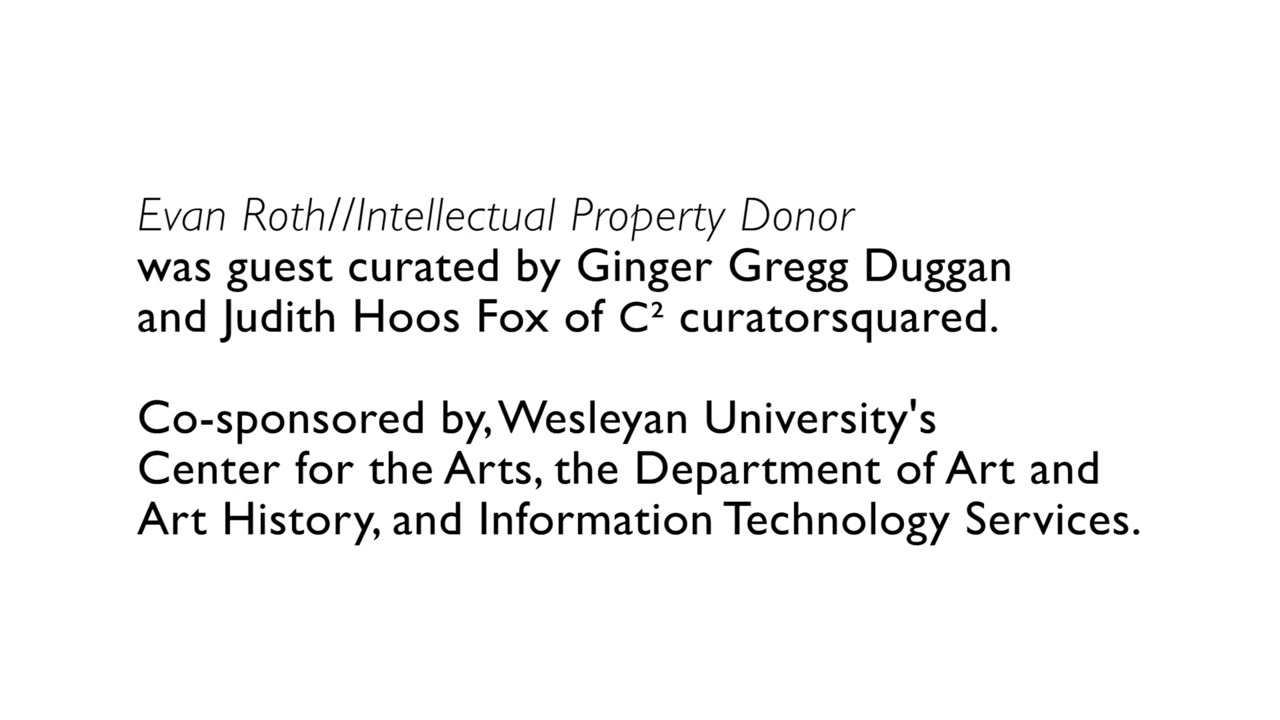 Evan Roth//Intellectual Property Donor
was guest curated by Ginger Gregg Duggan
and Judith Hoos Fox of C² curatorsquared.
Co-sponsored by, Wesleyan University's
Center for the Arts, the Department of Art and
Art History, and Information Technology Services.